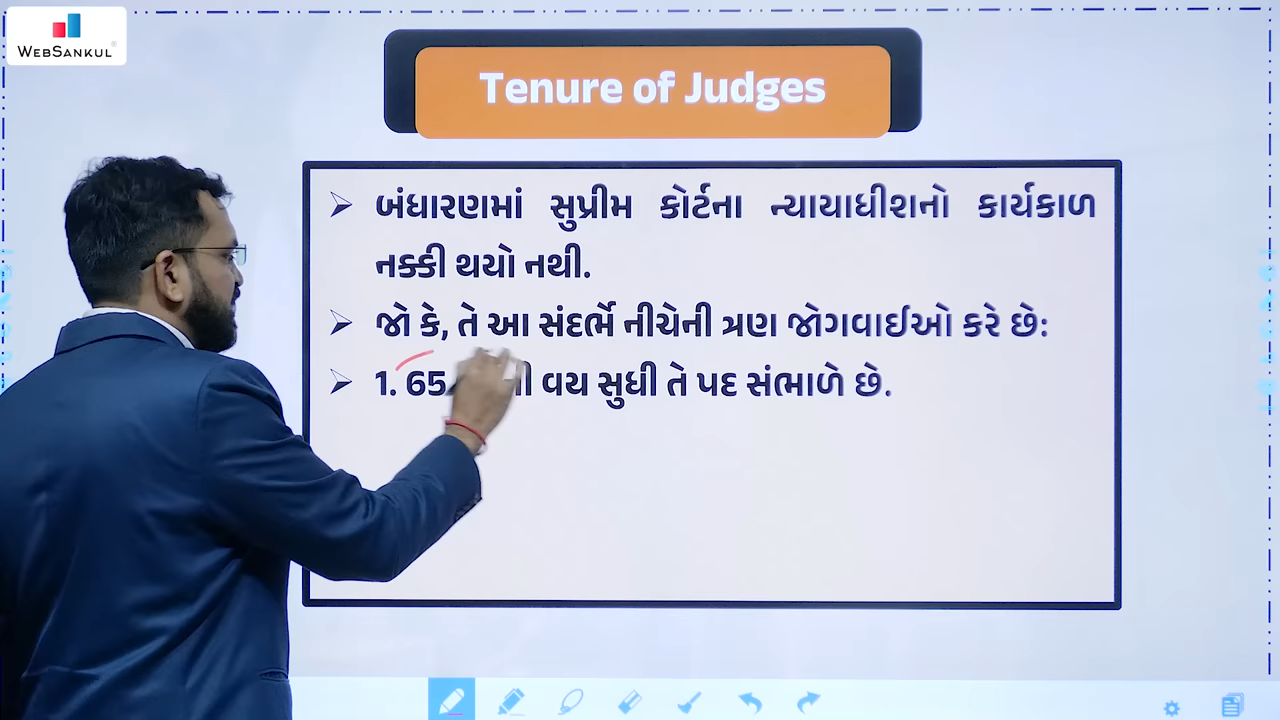 WEBSANKUL
Tenure of Judges
બંધારણમાં સુપ્રીમ કોર્ટના ન્યાયાધીશનો કાર્યકાળ
નક્કી થયો નથી.
જો કે, તે આ સંદર્ભે નીચેની ત્રણ જોગવાઈઓ કરે છે:
1. 65 વય સુધી તે પદ સંભાળે છે.